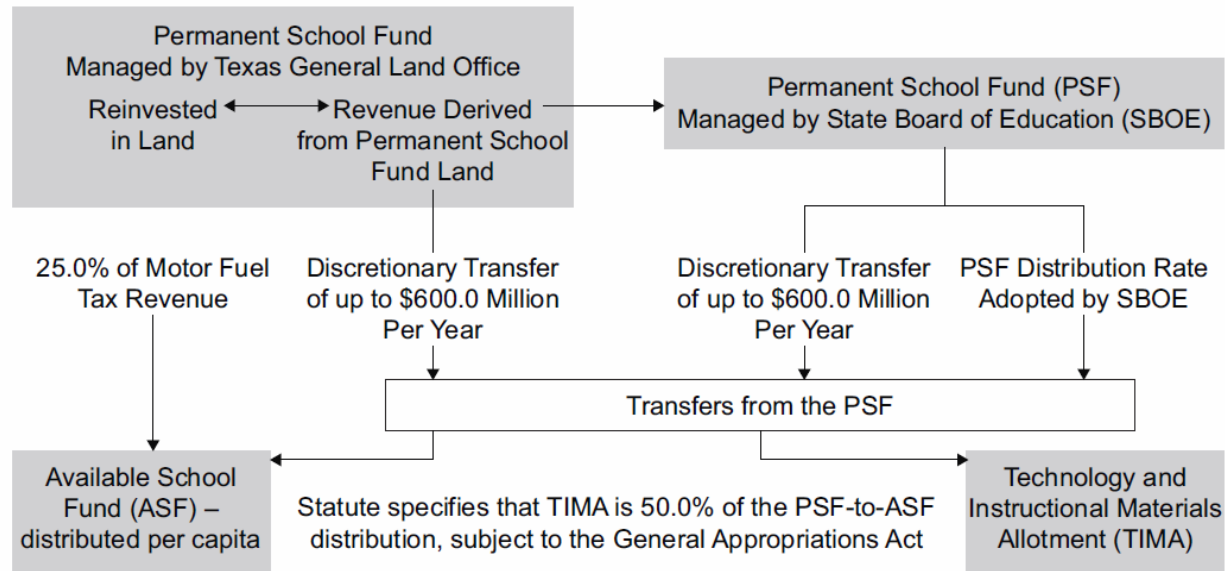 Permanent School Fund
Managed by Texas General Land Office
Reinvested
in Land
Revenue Derived
from Permanent School
Fund Land
Permanent School Fund (PSF)
Managed by State Board of Education (SBOE)
25.0% of Motor Fuel
Tax Revenue
Discretionary Transfer
of up to $600.0 Million
Per Year
Discretionary Transfer
of up to $600.0 Million
Per Year
PSF Distribution Rate
Adopted by SBOE
Transfers from the PSF
Available School
Fund (ASF) –
distributed per capita
Statute specifies that TIMA is 50.0% of the PSF-to-ASF
distribution, subject to the General Appropriations Act
Technology and
Instructional Materials
Allotment (TIMA)